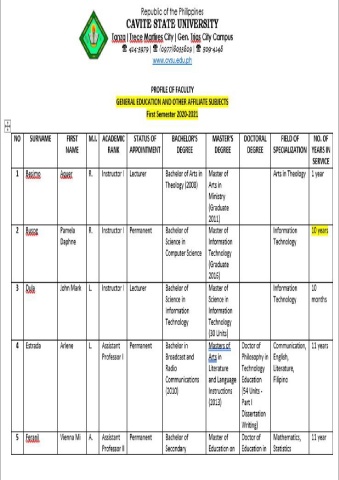 Republic of the Philippines
CAVITE STATE UNIVERSITY
Tanza | Trece Martires City | Gen. Trias City Campus
☎ 414-3979 | ☎ (0977)8033809 | ☎ 509-4148
www.cvsu.edu.ph
PROFILE OF FACULTY
GENERAL EDUCATION AND OTHER AFFILIATE SUBJECTS
First Semester 2020-2021
NO SURNAME FIRST NAME M.I. ACADEMIC RANK STATUS OF APPOINTMENT BACHELOR'S DEGREE MASTER'S DEGREE DOCTORAL DEGREE FIELD OF SPECIALIZATION NO. OF YEARS IN SERVICE
1 R. Instructor I Lecturer Bachelor of Arts in Theology (2000) Master of Arts in Ministry (Graduate 2011) Arts in Theology 1 year
2 Pamela Daphne R. Instructor I Permanent Bachelor of Science in Computer Science Master of Information Technology (Graduate 2016) Information Technology 10 years
3 John Mark L. Instructor I Lecturer Bachelor of Science in Information Technology Master of Science in Information Technology (30 Units) Information Technology 10 months
4 Estrada Arlene L. Assistant Professor I Permanent Bachelor in Broadcast and Radio Communications (2010) Masters of Arts in Literature and Language Instructions (2013) Doctor of Philosophy in Technology Education (54 Units - Part I Dissertation Writing) Communication, English, Literature, Filipino 11 years
5 Vienna Mi A. Assistant Professor II Permanent Bachelor of Secondary Master of Education on Doctor of Education in Mathematics, Statistics 11 year